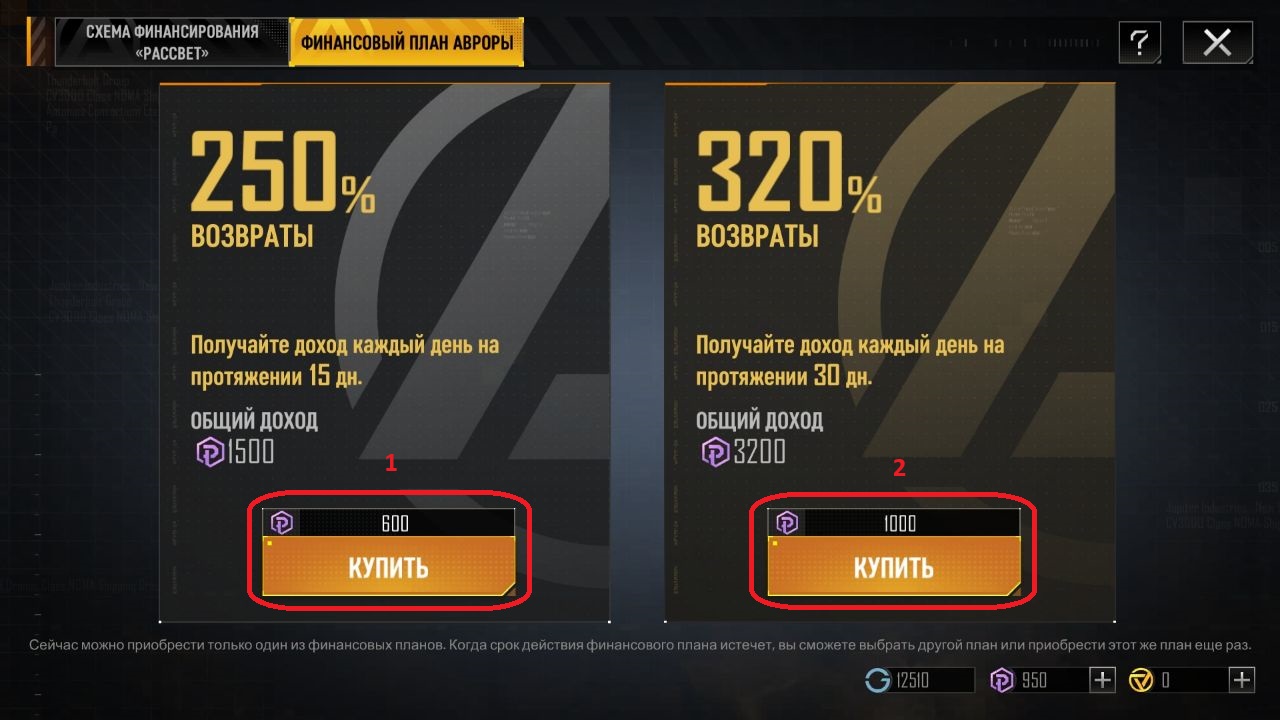 СХЕМА ФИНАНСИРОВАНИЯ
«РАССВЕТ»
ФИНАНСОВЫЙ ПЛАН АВРОРЫ
?
250%
ВОЗВРАТЫ
Получайте доход каждый день на
протяжении 15 дн.
ОБЩИЙ ДОХОД
1500
1
600
КУПИТЬ
320%
ВОЗВРАТЫ
Получайте доход каждый день на
протяжении 30 дн.
ОБЩИЙ ДОХОД
3200
2
1000
КУПИТЬ
Сейчас можно приобрести только один из финансовых планов. Когда срок действия финансового плана истечет, вы сможете выбрать другой план или приобрести этот же план еще раз.
12510
950
0